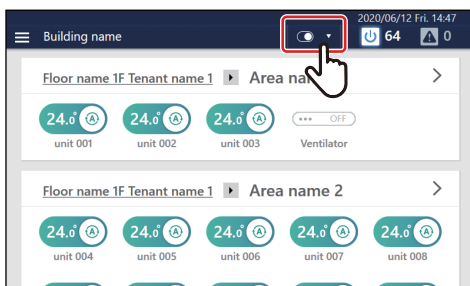 2020/06/12 Fri. 14:47
Building name
64
0
Floor name 1F Tenant name 1 Area nam
24.0° A
24.0° A
24.0° A
••• OFF
unit 001
unit 002
unit 003
Ventilator
Floor name 1F Tenant name 1 Area name 2
24.0° A
24.0° A
24.0° A
24.0° A
24.0° A
unit 004
unit 005
unit 006
unit 007
unit 008